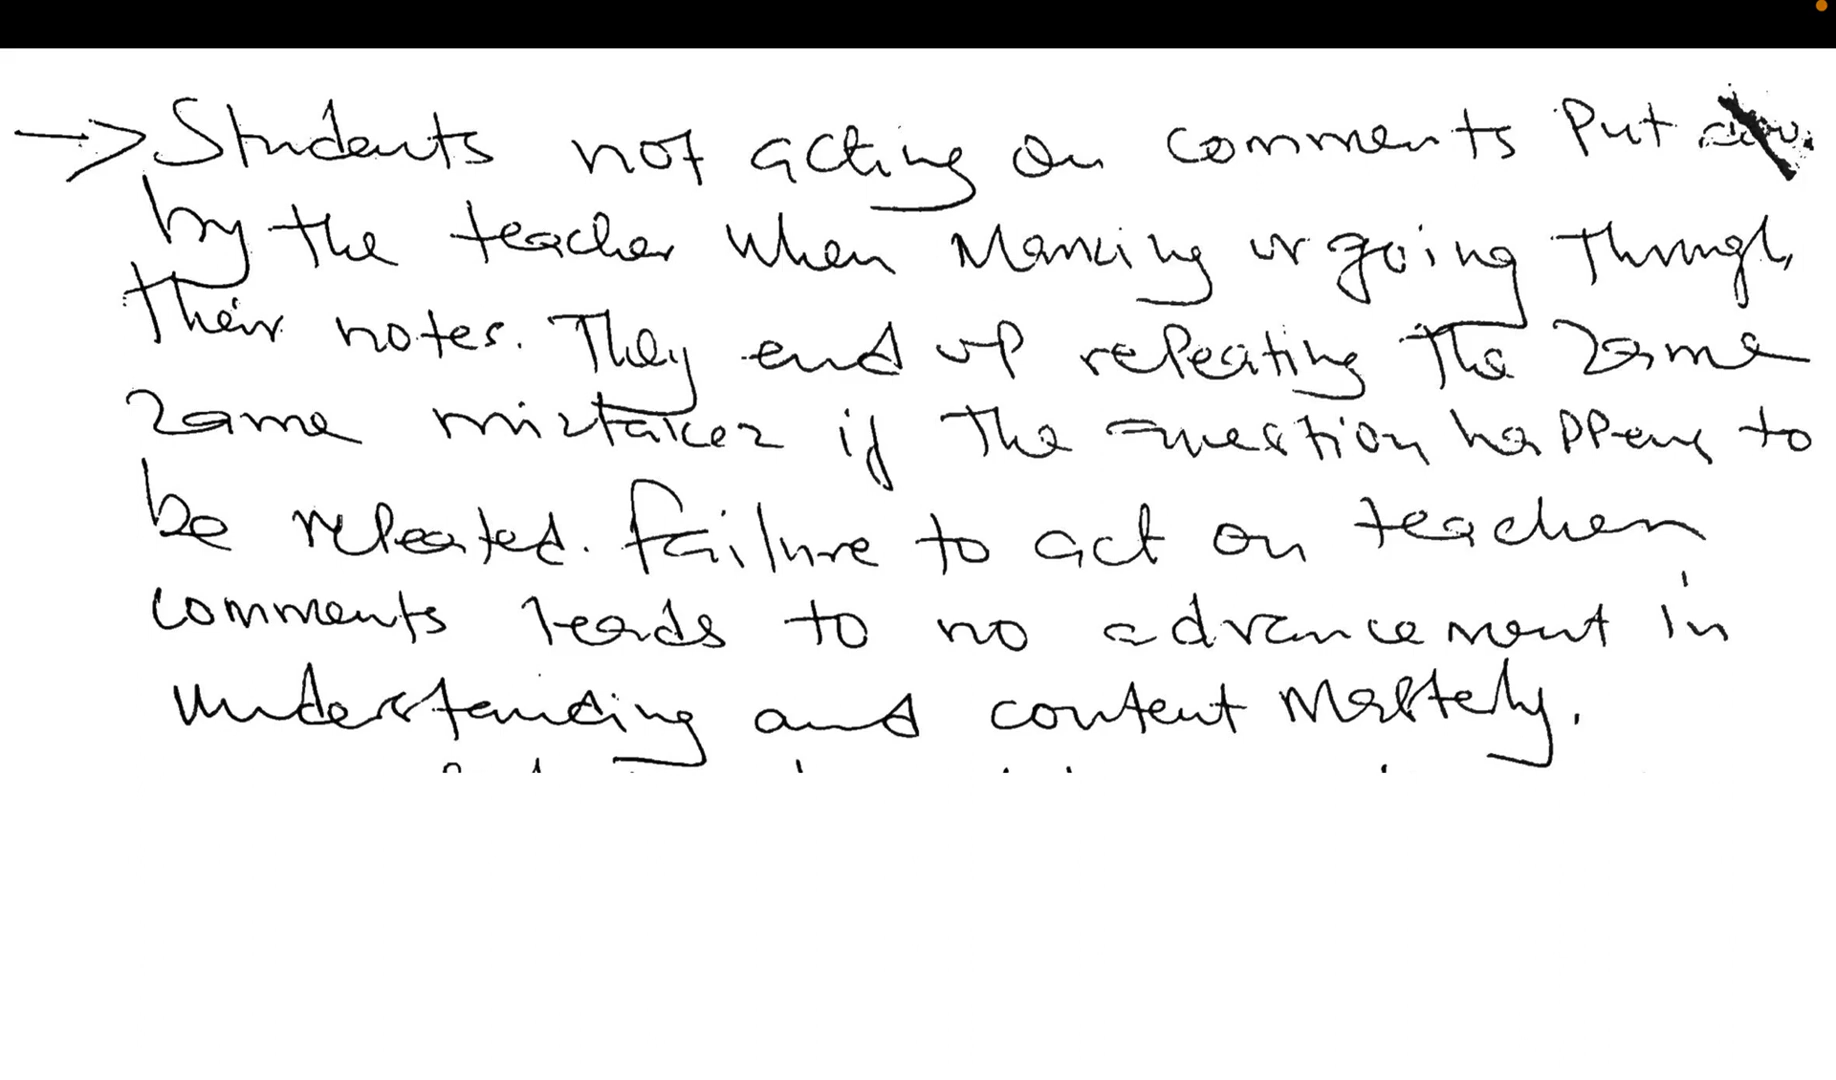 → Students not acting on comments put
by the teacher when marking or going through
their notes. They end up repeating the same
same mistakes if the question happens to
be repeated. Failure to act on teacher
comments leads to no advancement in
understanding and content mastery.